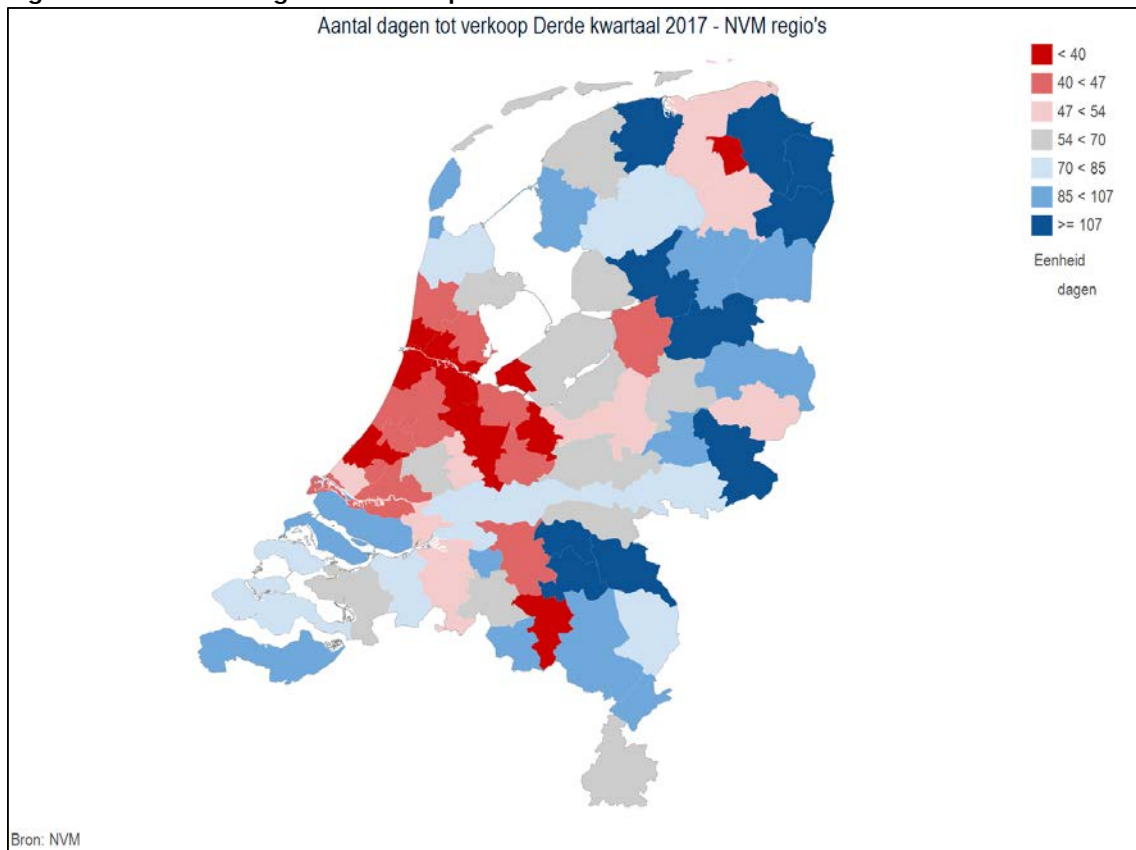 Aantal dagen tot verkoop Derde kwartaal 2017 - NVM regio's
< 40
40 < 47
47 < 54
54 < 70
70 < 85
85 < 107
>= 107
Eenheid
dagen
Bron: NVM